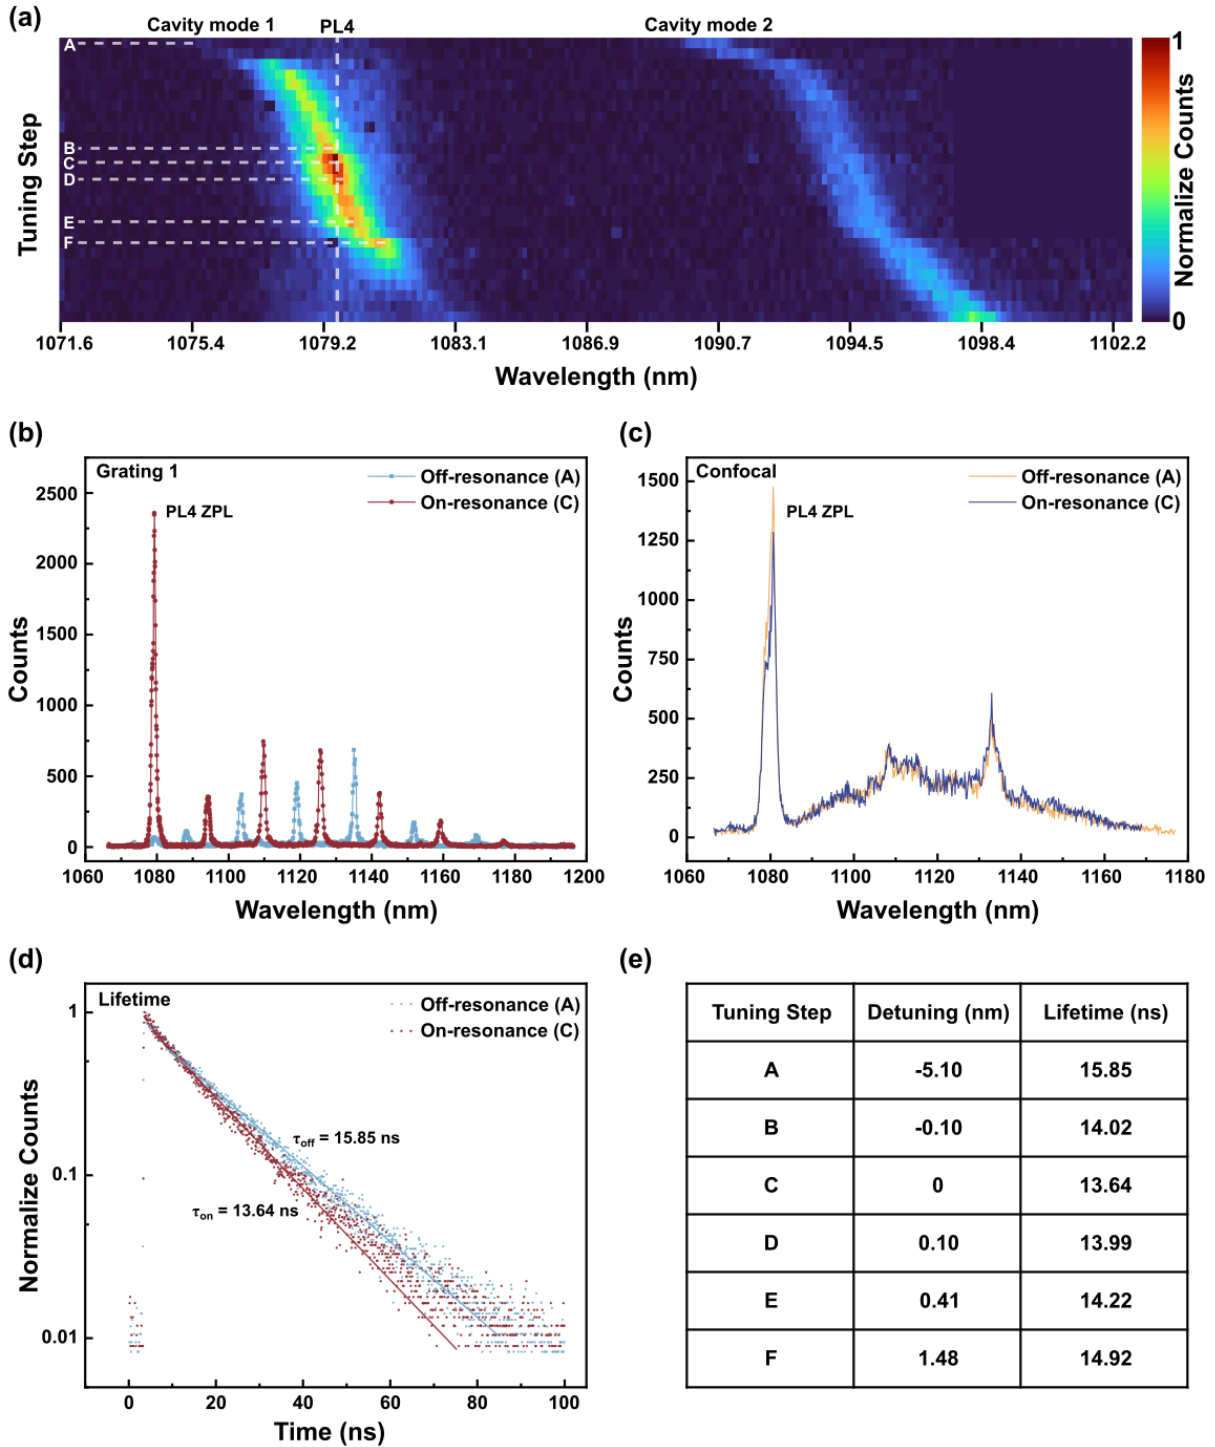 (a)
Cavity mode 1
PL4
Cavity mode 2
Tuning Step
A
B
C
D
E
F
1
Normalize Counts
0
1071.6 1075.4 1079.2 1083.1 1086.9 1090.7 1094.5 1098.4 1102.2
Wavelength (nm)
(b)
Grating 1
Off-resonance (A)
On-resonance (C)
PL4 ZPL
Counts
2500
2000
1500
1000
500
0
1060 1080 1100 1120 1140 1160 1180 1200
Wavelength (nm)
(c)
Confocal
Off-resonance (A)
On-resonance (C)
PL4 ZPL
Counts
1500
1250
1000
750
500
250
0
1060 1080 1100 1120 1140 1160 1180
Wavelength (nm)
(d)
Lifetime
Off-resonance (A)
On-resonance (C)
τoff = 15.85 ns
τon = 13.64 ns
Normalize Counts
1
0.1
0.01
0 20 40 60 80 100
Time (ns)
(e)
Tuning Step Detuning (nm) Lifetime (ns)
A -5.10 15.85
B -0.10 14.02
C 0 13.64
D 0.10 13.99
E 0.41 14.22
F 1.48 14.92